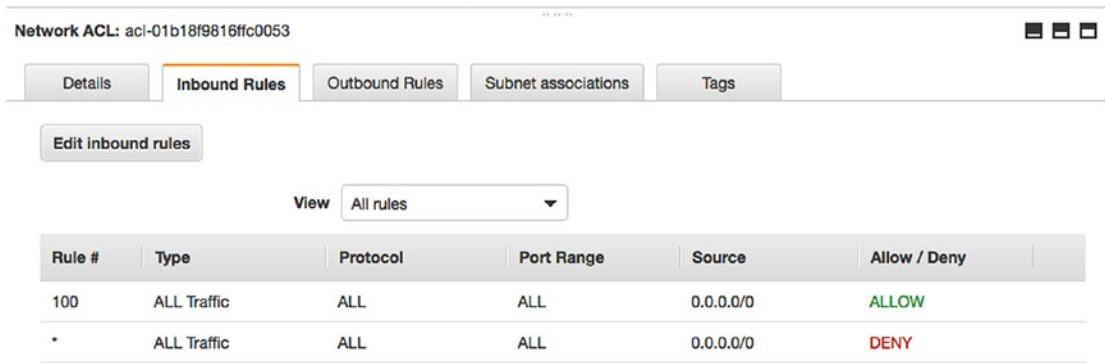 Network ACL: acl-01b18f9816ffc0053
Details Inbound Rules Outbound Rules Subnet associations Tags
Edit inbound rules
View All rules
Rule # Type Protocol Port Range Source Allow / Deny
100 ALL Traffic ALL ALL 0.0.0.0/0 ALLOW
* ALL Traffic ALL ALL 0.0.0.0/0 DENY